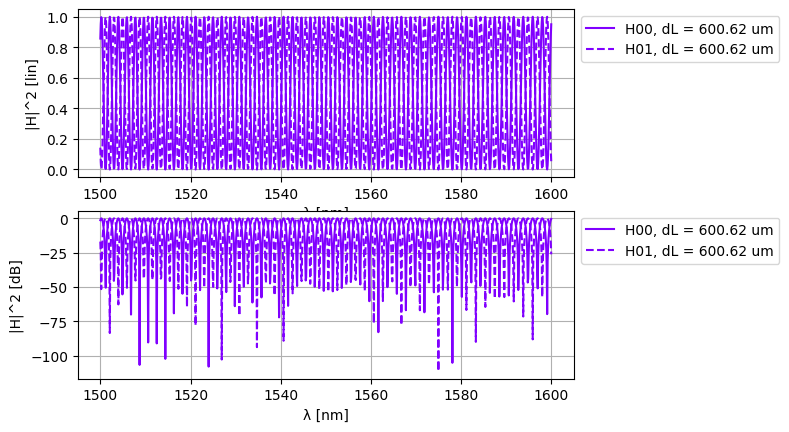 1.0
0.8
0.6
0.4
0.2
0.0
|H|^2 [lin]
1500 1520 1540 1560 1580 1600
λ [nm]
H00, dL = 600.62 um
H01, dL = 600.62 um
0
−25
−50
−75
−100
|H|^2 [dB]
1500 1520 1540 1560 1580 1600
λ [nm]
H00, dL = 600.62 um
H01, dL = 600.62 um